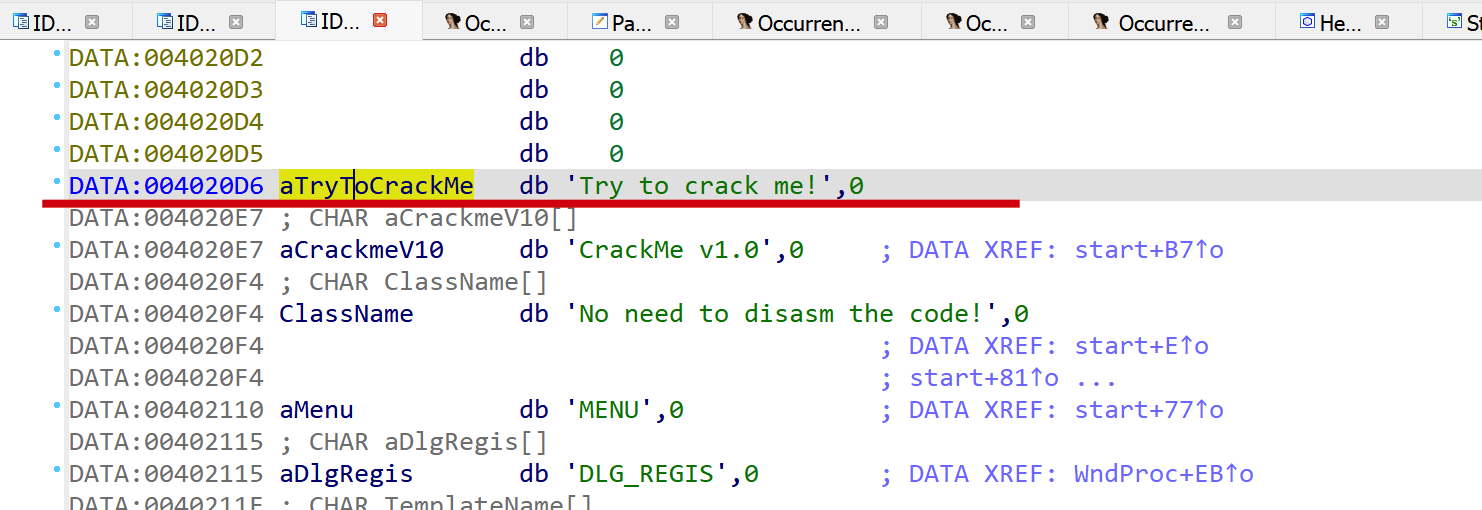 ID... ID... ID... Oc... Pa... Occurren... Oc... Occurre... He... St
DATA:004020D2 db 0
DATA:004020D3 db 0
DATA:004020D4 db 0
DATA:004020D5 db 0
DATA:004020D6 aTryToCrackMe db 'Try to crack me!',0
DATA:004020E7 ; CHAR aCrackmeV10[]
DATA:004020E7 aCrackmeV10 db 'CrackMe v1.0',0 ; DATA XREF: start+B7↑o
DATA:004020F4 ; CHAR ClassName[]
DATA:004020F4 ClassName db 'No need to disasm the code!',0
DATA:004020F4 ; DATA XREF: start+E↑o
DATA:004020F4 ; start+81↑o ...
DATA:00402110 aMenu db 'MENU',0 ; DATA XREF: start+77↑o
DATA:00402115 ; CHAR aDlgRegis[]
DATA:00402115 aDlgRegis db 'DLG_REGIS',0 ; DATA XREF: WndProc+EB↑o
DATA:0040211F ; CHAR TemplateName[]